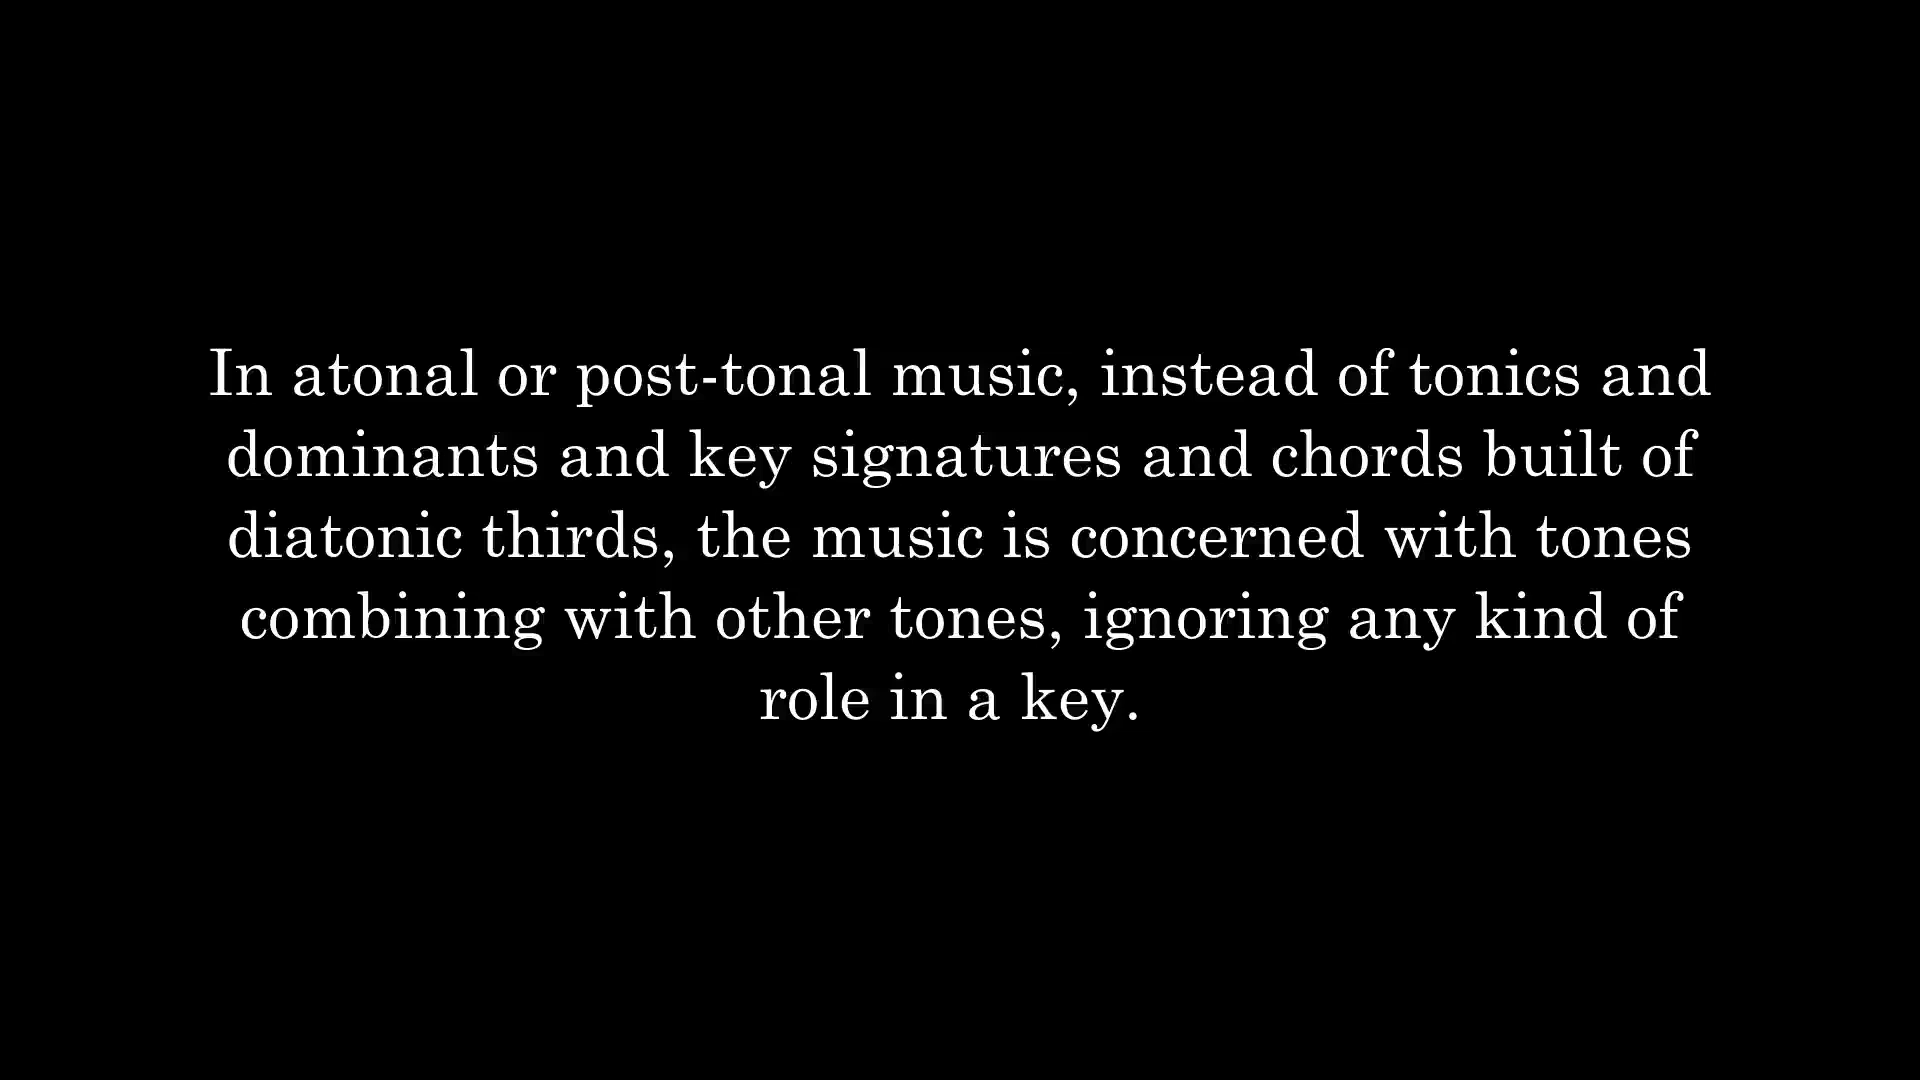 In atonal or post-tonal music, instead of tonics and
dominants and key signatures and chords built of
diatonic thirds, the music is concerned with tones
combining with other tones, ignoring any kind of
role in a key.